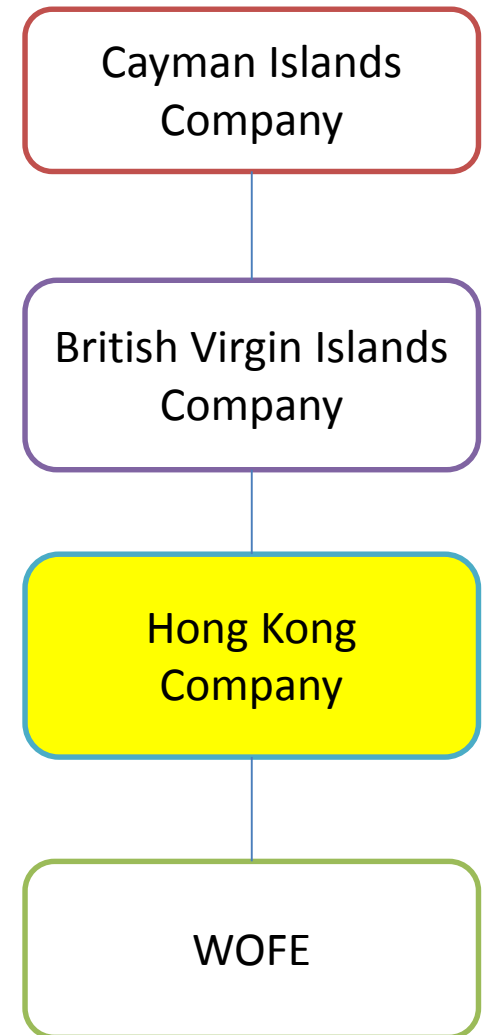 Cayman Islands
Company
British Virgin Islands
Company
Hong Kong
Company
WOFE